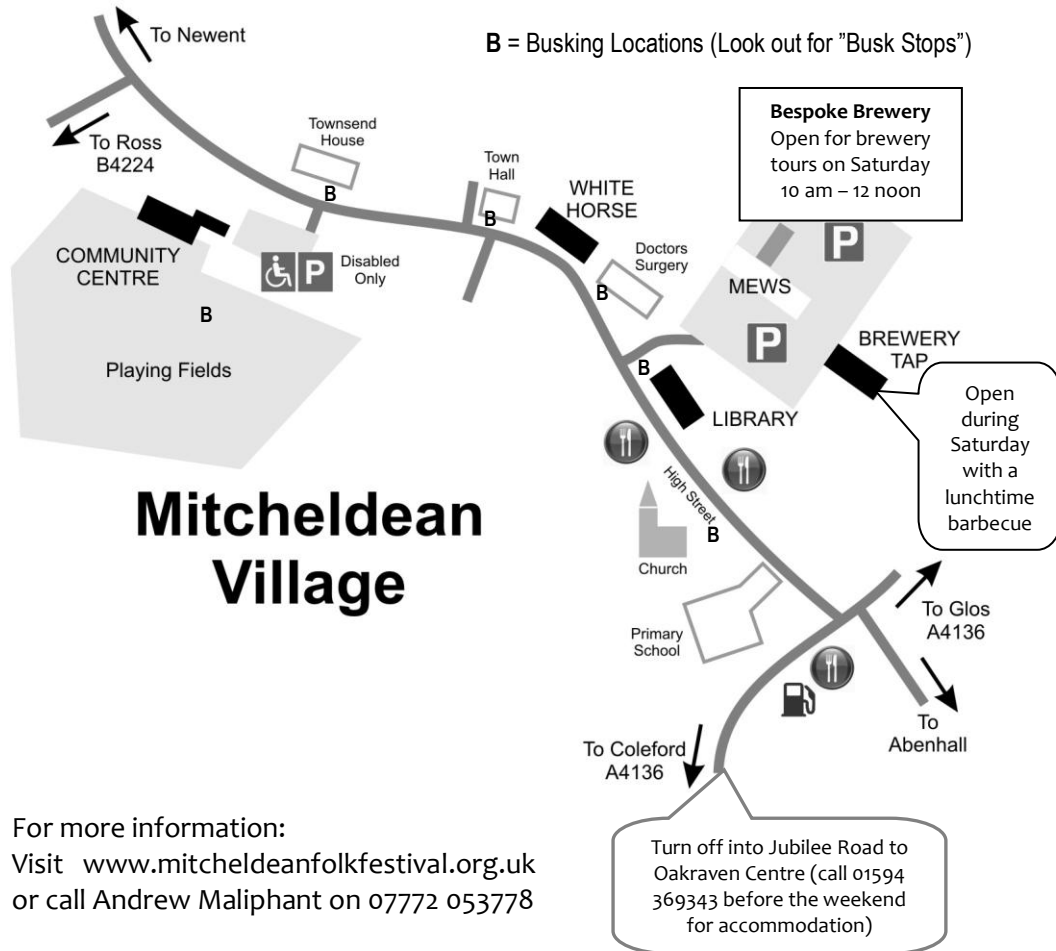 To Newent
B = Busking Locations (Look out for "Busk Stops")
Bespoke Brewery
Open for brewery
tours on Saturday
10 am – 12 noon
To Ross
B4224
Townsend
House
B
Town
Hall
B
WHITE
HORSE
COMMUNITY
CENTRE
P
Disabled
Only
B
Playing Fields
Doctors
Surgery
B
MEWS
P
P
BREWERY
TAP
Open
during
Saturday
with a
lunchtime
barbecue
B
LIBRARY
High Street
B
Church
Mitcheldean
Village
Primary
School
To Glos
A4136
To
Abenhall
To Coleford
A4136
Turn off into Jubilee Road to
Oakraven Centre (call 01594
369343 before the weekend
for accommodation)
For more information:
Visit www.mitcheldeanfolkfestival.org.uk
or call Andrew Maliphant on 07772 053778